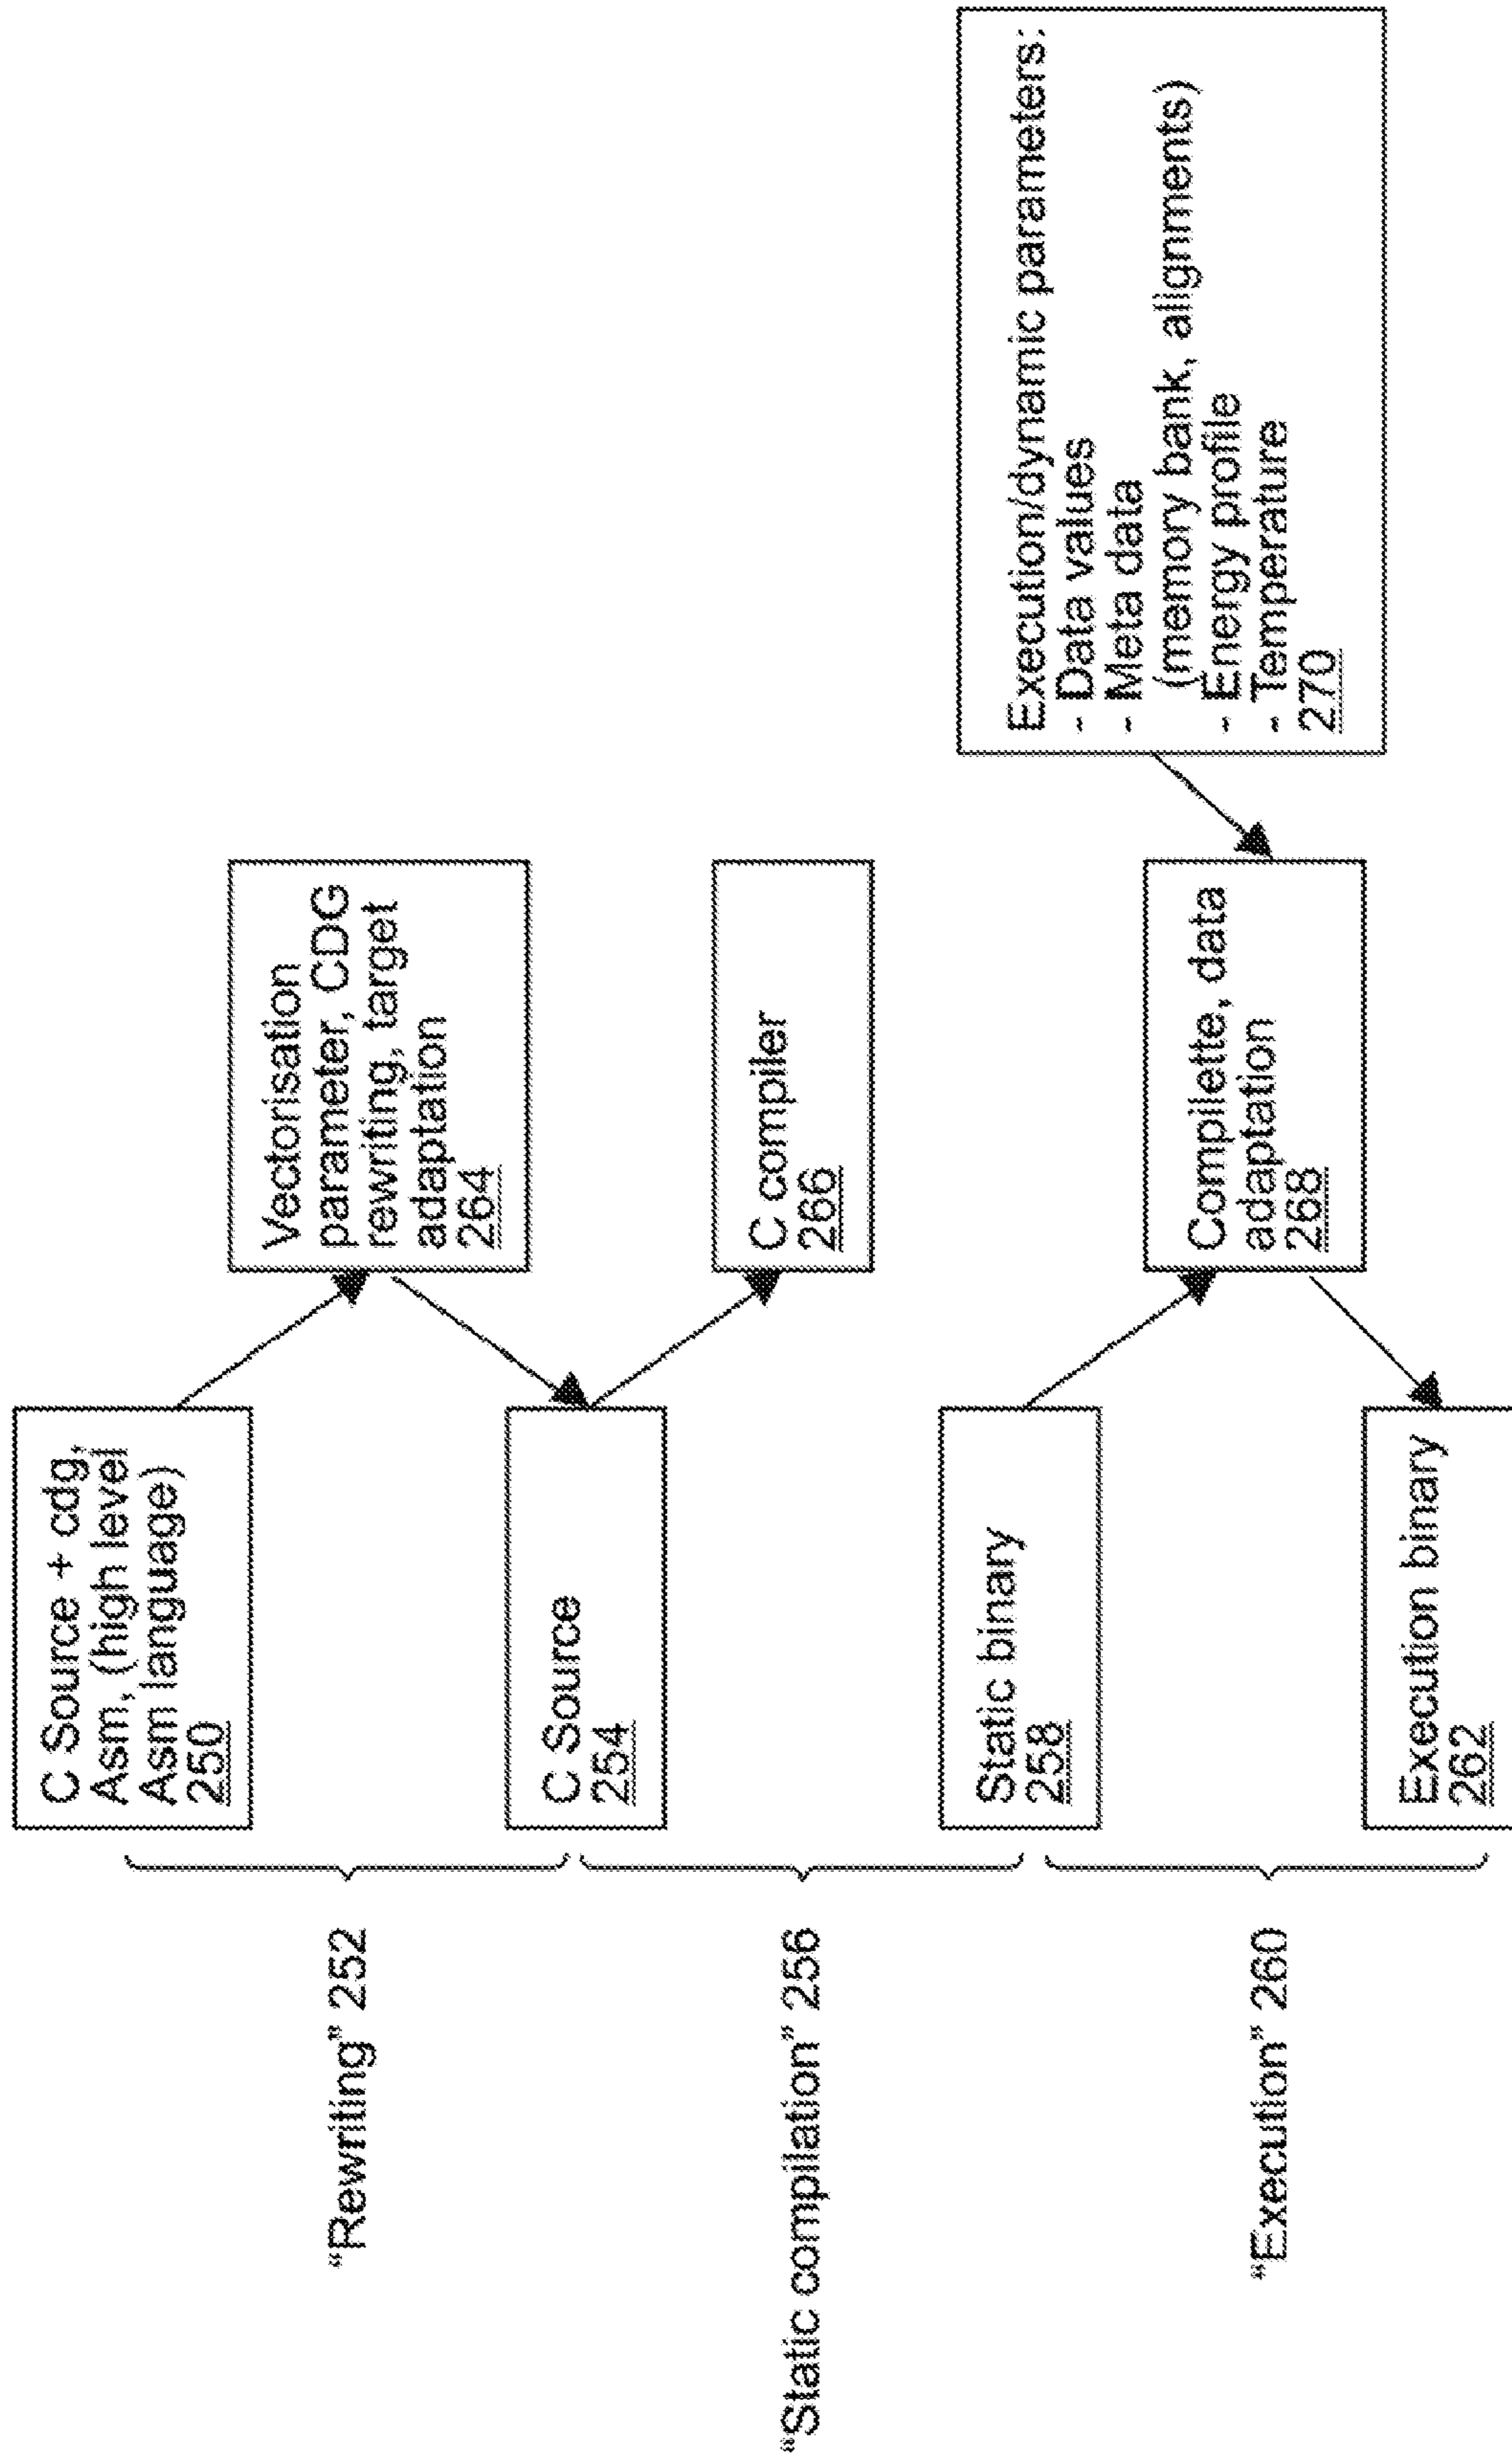 "Rewriting" 252
C Source + cdg,
Asm, (high level
Asm language)
250
Vectorisation
parameter, CDG
rewriting, target
adaptation
264
C Source
254
"Static compilation" 256
C compiler
266
Static binary
258
"Execution" 260
Compilette, data
adaptation
268
Execution/dynamic parameters:
- Data values
- Meta data
(memory bank, alignments)
- Energy profile
- Temperature
270
Execution binary
262